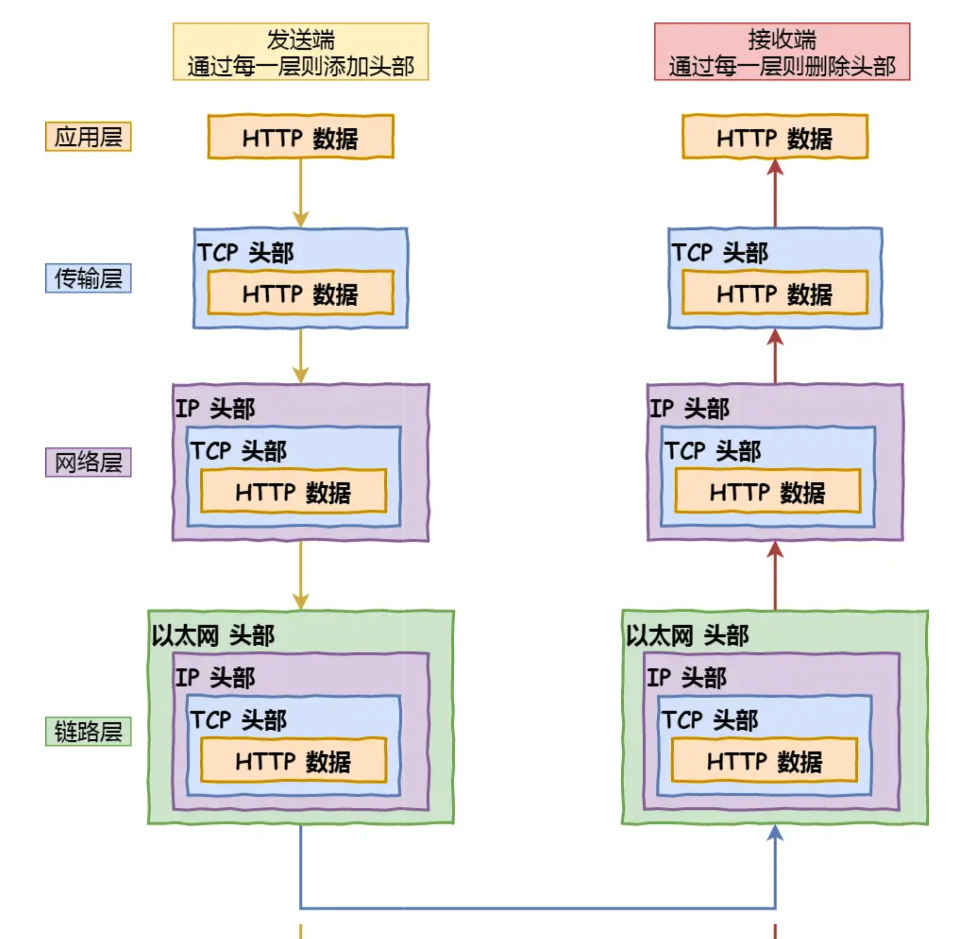 发送端
通过每一层则添加头部
接收端
通过每一层则删除头部
应用层
HTTP 数据
HTTP 数据
传输层
TCP 头部
HTTP 数据
TCP 头部
HTTP 数据
网络层
IP 头部
TCP 头部
HTTP 数据
IP 头部
TCP 头部
HTTP 数据
链路层
以太网 头部
IP 头部
TCP 头部
HTTP 数据
以太网 头部
IP 头部
TCP 头部
HTTP 数据